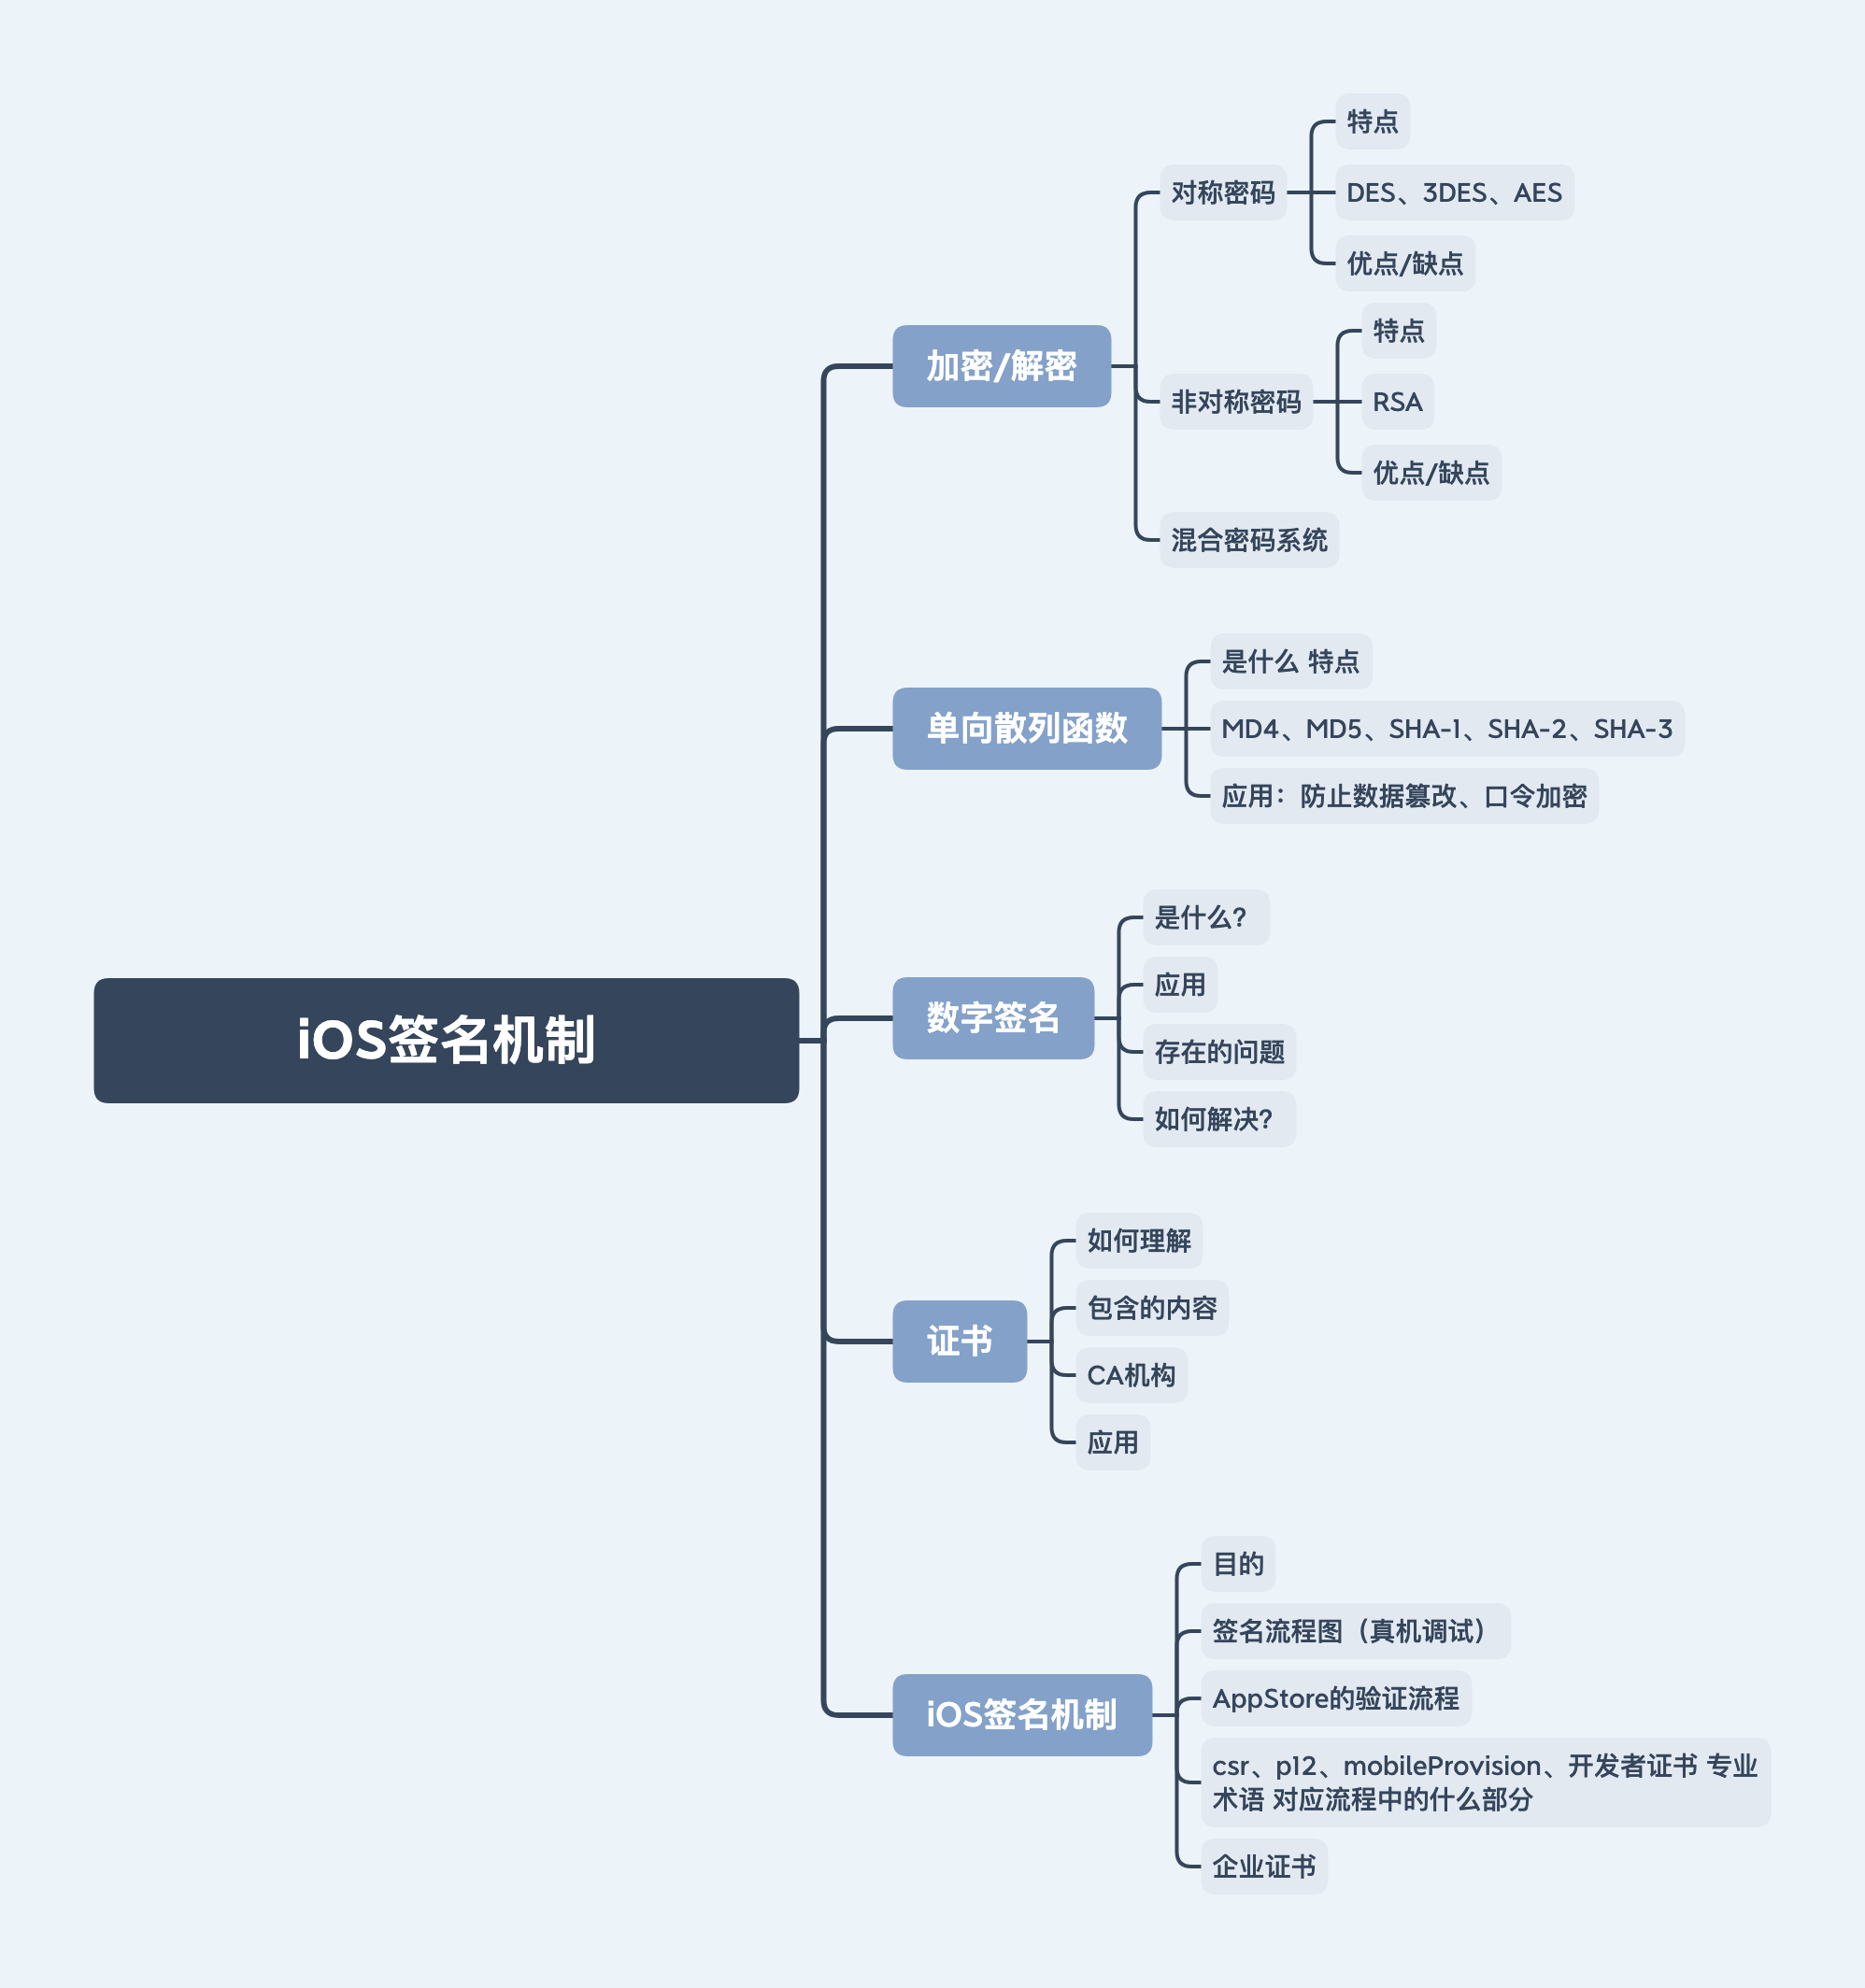 iOS签名机制
加密/解密
对称密码
特点
DES、3DES、AES
优点/缺点
非对称密码
特点
RSA
优点/缺点
混合密码系统
单向散列函数
是什么 特点
MD4、MD5、SHA-1、SHA-2、SHA-3
应用：防止数据篡改、口令加密
数字签名
是什么？
应用
存在的问题
如何解决？
证书
如何理解
包含的内容
CA机构
应用
iOS签名机制
目的
签名流程图（真机调试）
AppStore的验证流程
csr、p12、mobileProvision、开发者证书 专业
术语 对应流程中的什么部分
企业证书